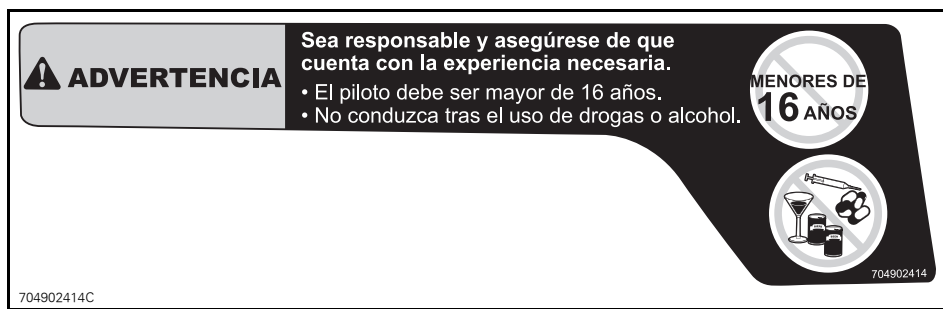 ADVERTENCIA
Sea responsable y asegúrese de que
cuenta con la experiencia necesaria.
• El piloto debe ser mayor de 16 años.
• No conduzca tras el uso de drogas o alcohol.
MENORES DE
16 AÑOS
704902414
704902414C